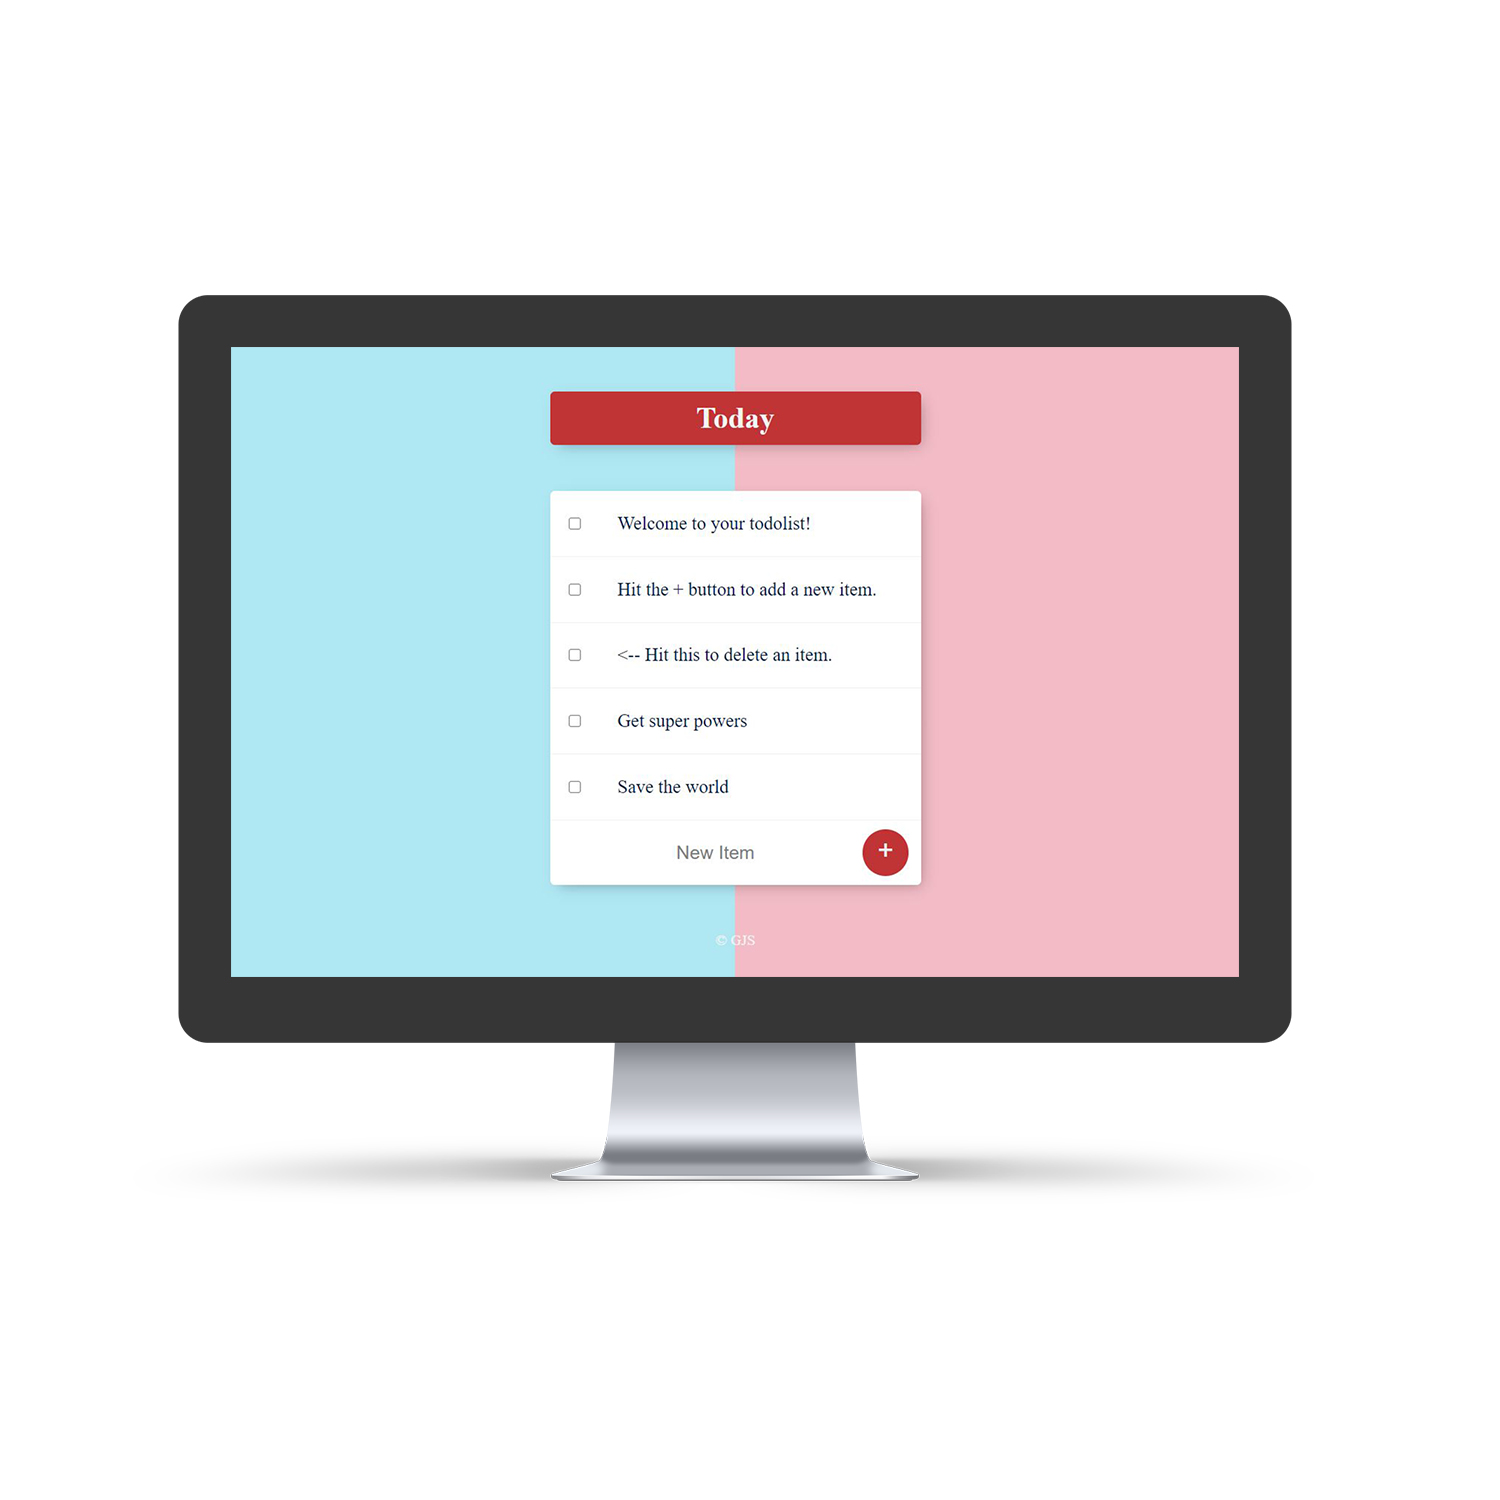 Today
Welcome to your todolist!
Hit the + button to add a new item.
<-- Hit this to delete an item.
Get super powers
Save the world
New Item
+
© GJS